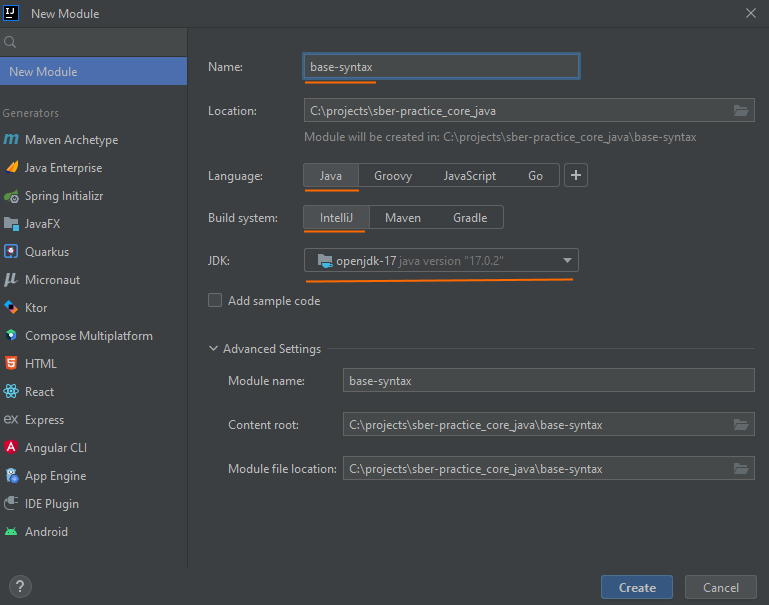 New Module
New Module
Generators
Maven Archetype
Java Enterprise
Spring Initializr
JavaFX
Quarkus
Micronaut
Ktor
Compose Multiplatform
HTML
React
Express
Angular CLI
App Engine
IDE Plugin
Android
Name: base-syntax
Location: C:\projects\sber-practice_core_java
Module will be created in: C:\projects\sber-practice_core_java\base-syntax
Language: Java Groovy JavaScript Go +
Build system: IntelliJ Maven Gradle
JDK: openjdk-17 java version "17.0.2"
Add sample code
Advanced Settings
Module name: base-syntax
Content root: C:\projects\sber-practice_core_java\base-syntax
Module file location: C:\projects\sber-practice_core_java\base-syntax
? Create Cancel